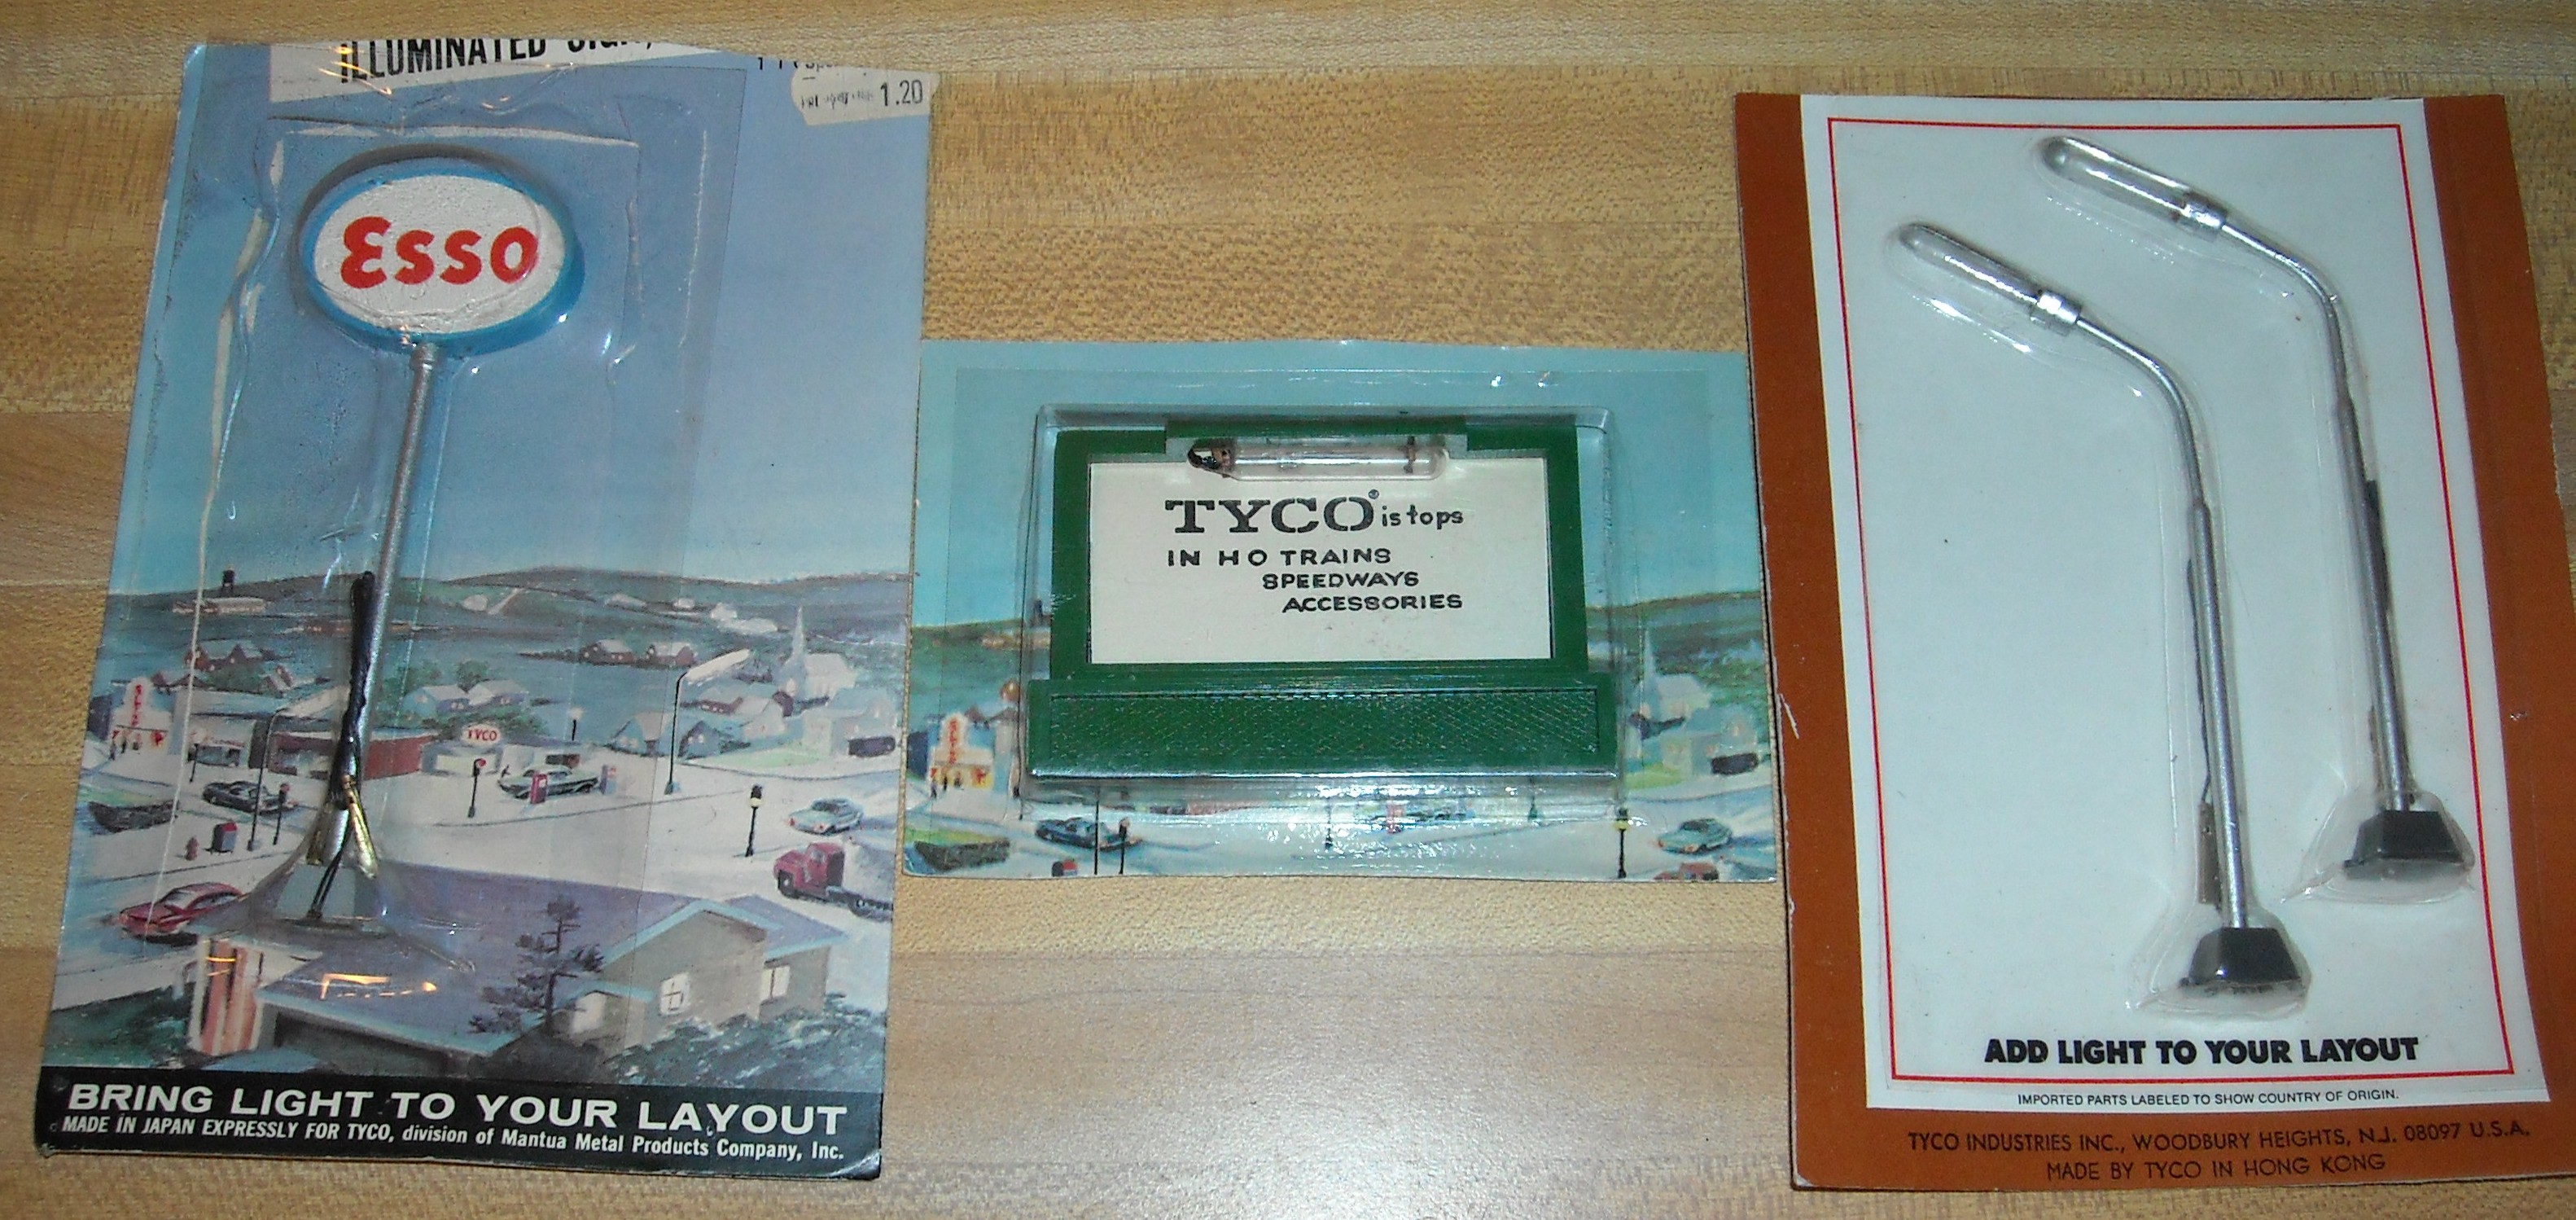 ILLUMINATED
1.20
Esso
TYCO
BRING LIGHT TO YOUR LAYOUT
MADE IN JAPAN EXPRESSLY FOR TYCO, division of Mantua Metal Products Company, Inc.
TYCO® is tops
IN HO TRAINS
SPEEDWAYS
ACCESSORIES
ADD LIGHT TO YOUR LAYOUT
IMPORTED PARTS LABELED TO SHOW COUNTRY OF ORIGIN.
TYCO INDUSTRIES INC., WOODBURY HEIGHTS, N.J. 08097 U.S.A.
MADE BY TYCO IN HONG KONG